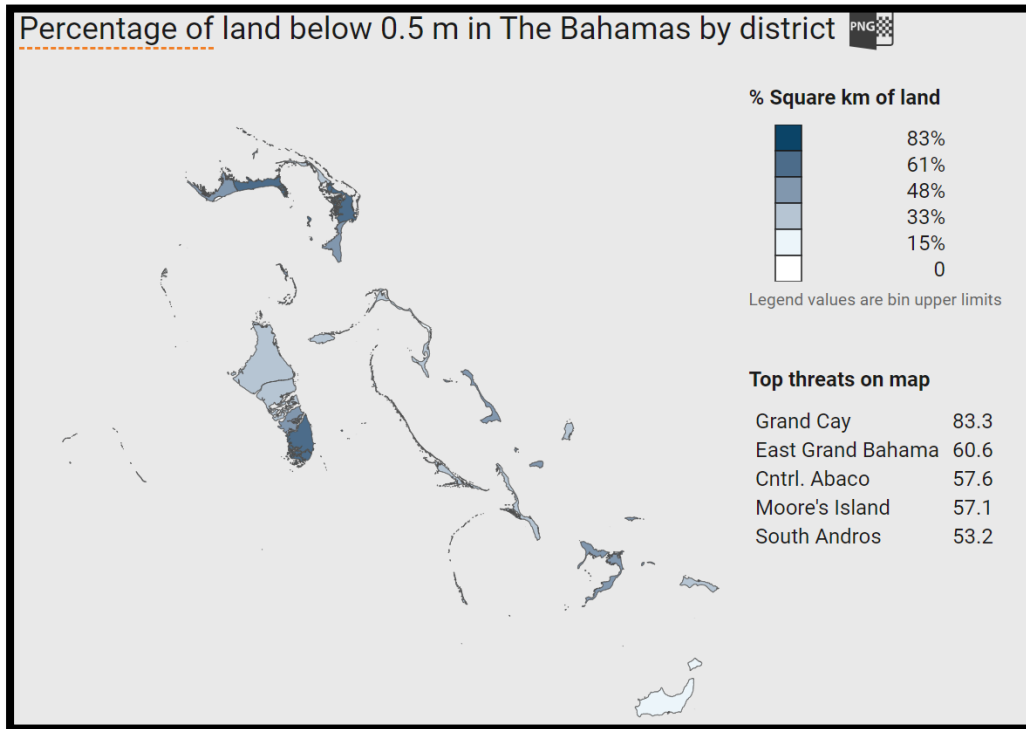 Percentage of land below 0.5 m in The Bahamas by district
PNG
% Square km of land
83%
61%
48%
33%
15%
0
Legend values are bin upper limits
Top threats on map
Grand Cay 83.3
East Grand Bahama 60.6
Cntrl. Abaco 57.6
Moore's Island 57.1
South Andros 53.2